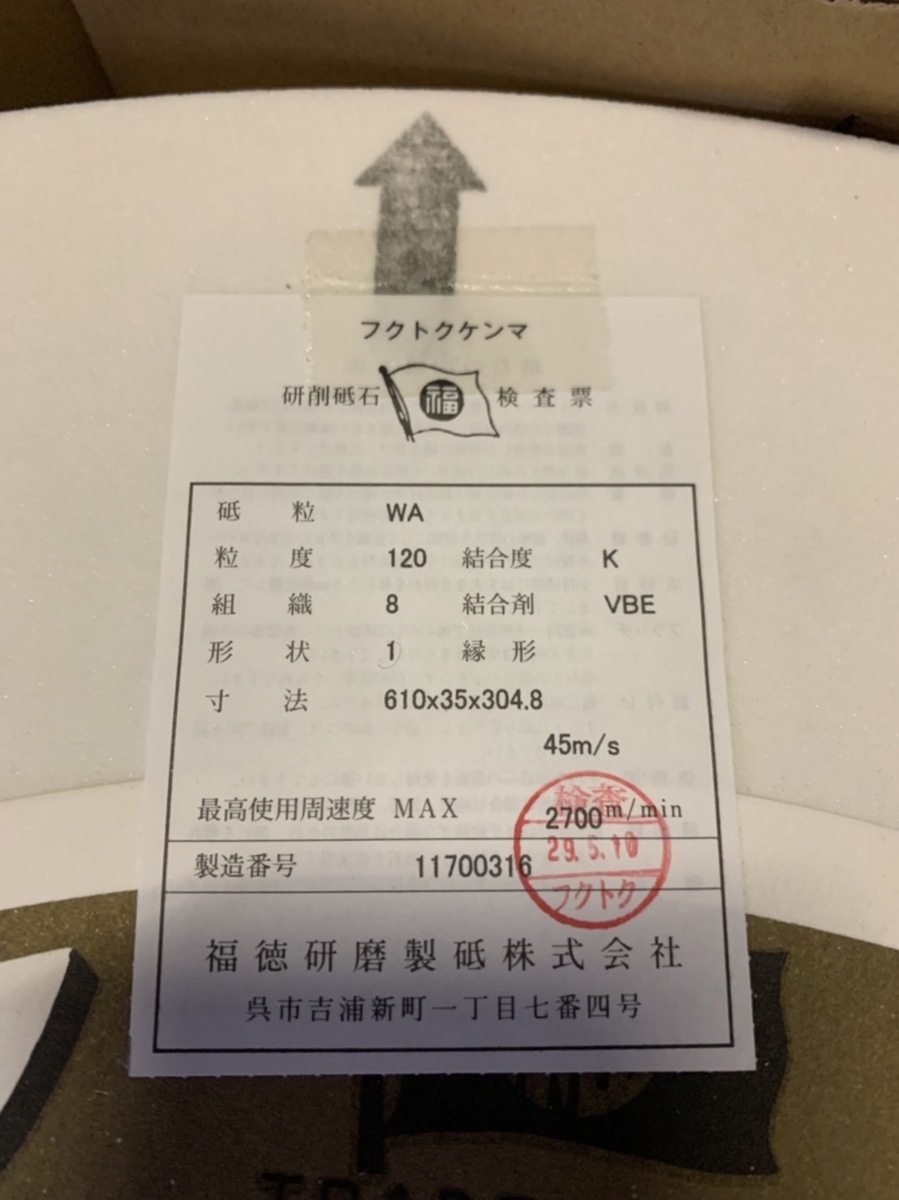 フクトクケンマ
研削砥石 福 検査票
砥粒 WA
粒度 120 結合度 K
組織 8 結合剤 VBE
形状 1 縁形
寸法 610x35x304.8
45m/s
最高使用周速度 MAX 2700m/min
検査
29.5.10
フクトク
製造番号 11700316
福徳研磨製砥株式会社
呉市吉浦新町一丁目七番四号